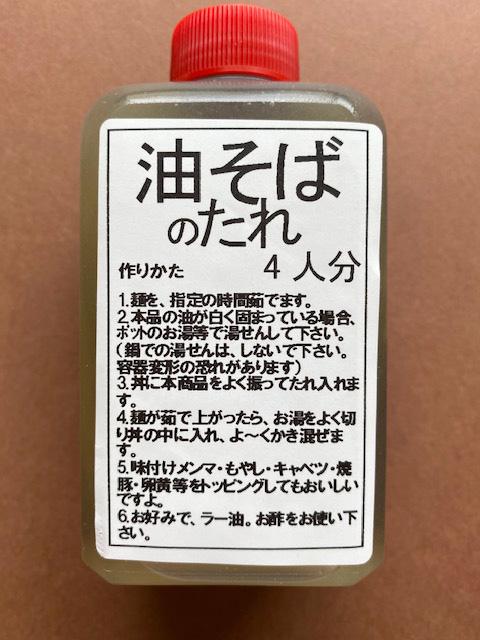 油そば
のたれ
作りかた 4人分
1.麺を、指定の時間茹でます。
2.本品の油が白く固まっている場合、
ポットのお湯等で湯せんして下さい。
(鍋での湯せんは、しないで下さい。
容器変形の恐れがあります)
3.丼に本商品をよく振ってたれ入れま
す。
4.麺が茹で上がったら、お湯をよく切
り丼の中に入れ、よ〜くかき混ぜま
す。
5.味付けメンマ・もやし・キャベツ・焼
豚・卵黄等をトッピングしてもおいしい
ですよ。
6.お好みで、ラー油。お酢をお使い下
さい。